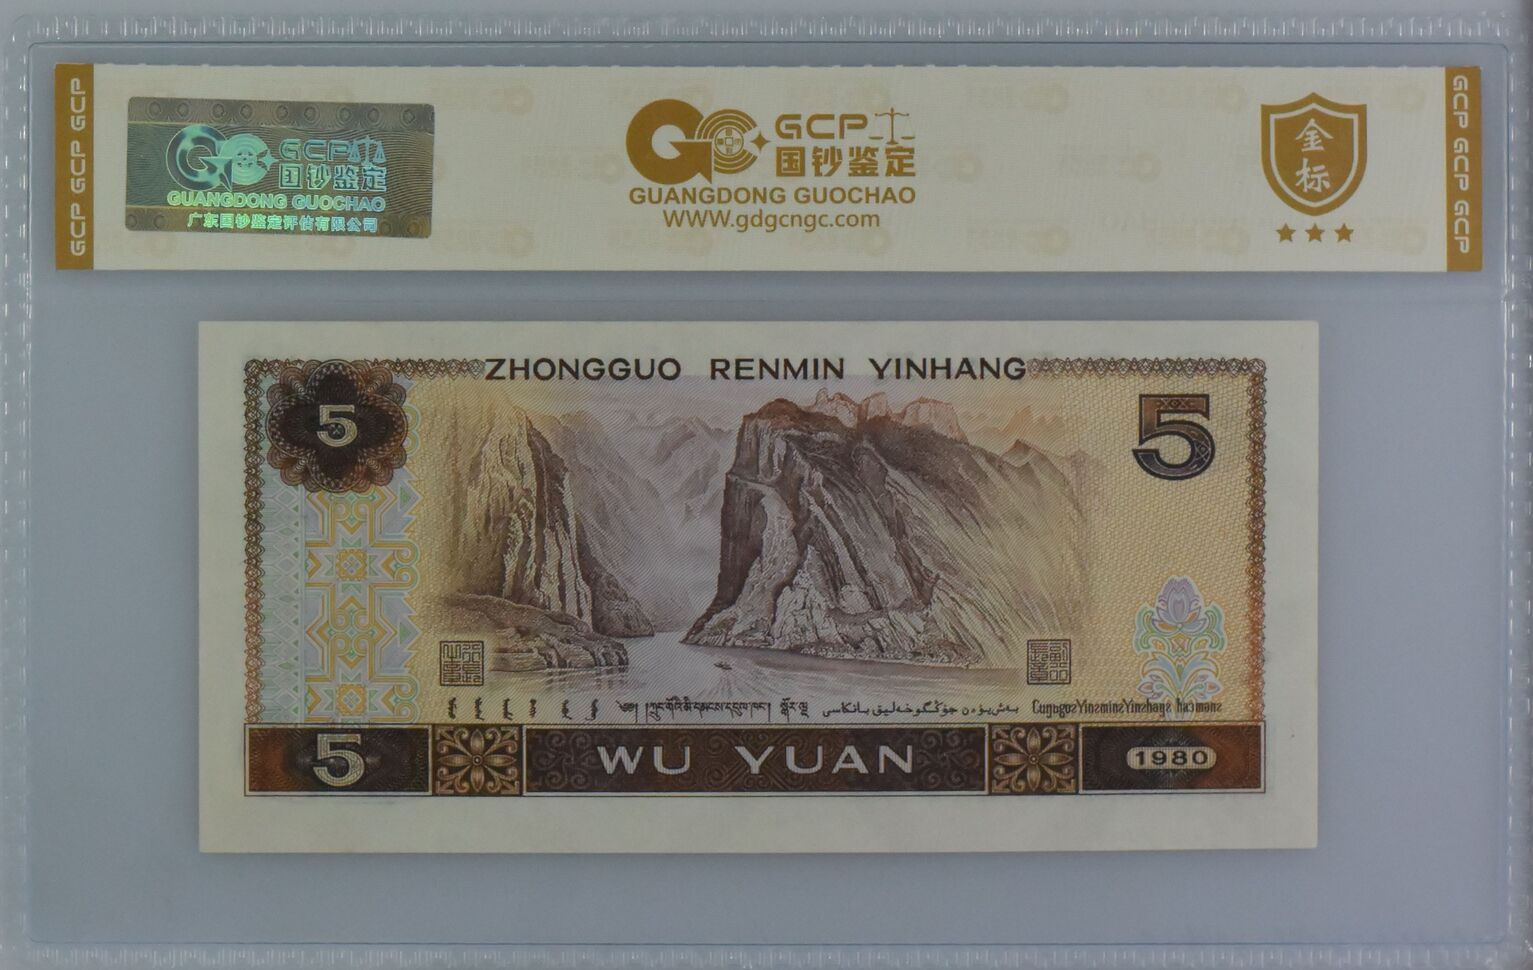 GCP GCP GCP
GCP
国钞鉴定
GUANGDONG GUOCHAO
广东国钞鉴定评估有限公司
GCP
国钞鉴定
GUANGDONG GUOCHAO
WWW.gdgcngc.com
金标
GCP GCP GCP
ZHONGGUO RENMIN YINHANG
5
5
5
WU YUAN
1980